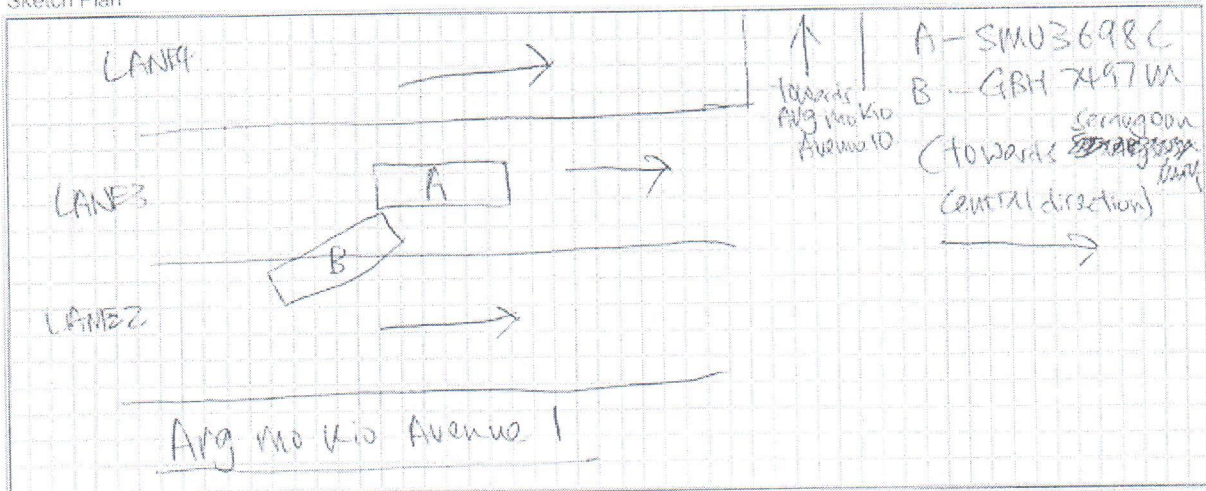 Sketch Plan
LANE4
LANE3
LANE2
A
B
towards
Ang mo Kio
Avenue 10
A - SMU3698C
B - GBH 7497M
Serangoon
(towards
Central direction)
Ang mo Kio Avenue 1